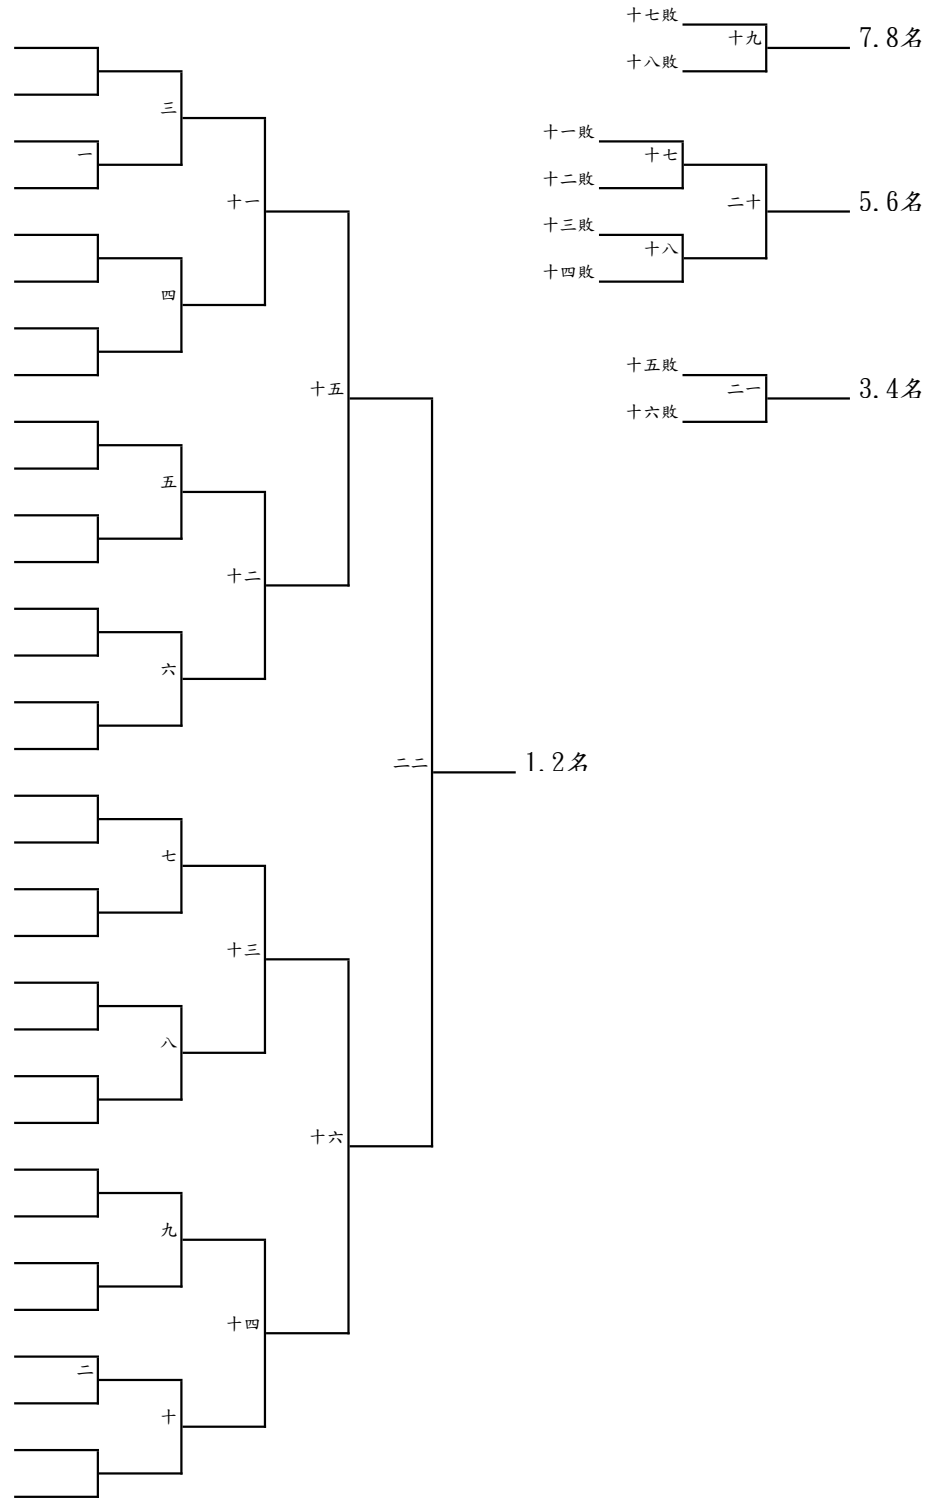 十七敗
十九
7.8名
十八敗
三
一
十一敗
十七
十二敗
十一
二十
5.6名
十三敗
十八
十四敗
四
十五敗
十五
二一
3.4名
十六敗
五
十二
六
二二
1.2名
七
十三
八
十六
九
十四
二
十